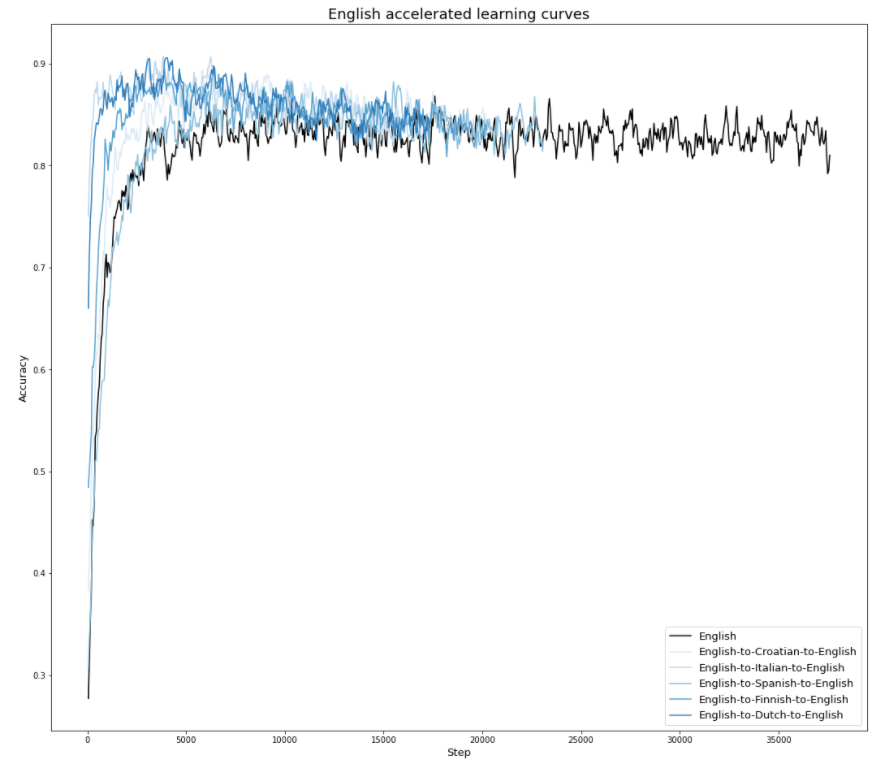 English accelerated learning curves
0.9
0.8
0.7
0.6
0.5
0.4
0.3
Accuracy
0
5000
10000
15000
20000
25000
30000
35000
Step
English
English-to-Croatian-to-English
English-to-Italian-to-English
English-to-Spanish-to-English
English-to-Finnish-to-English
English-to-Dutch-to-English